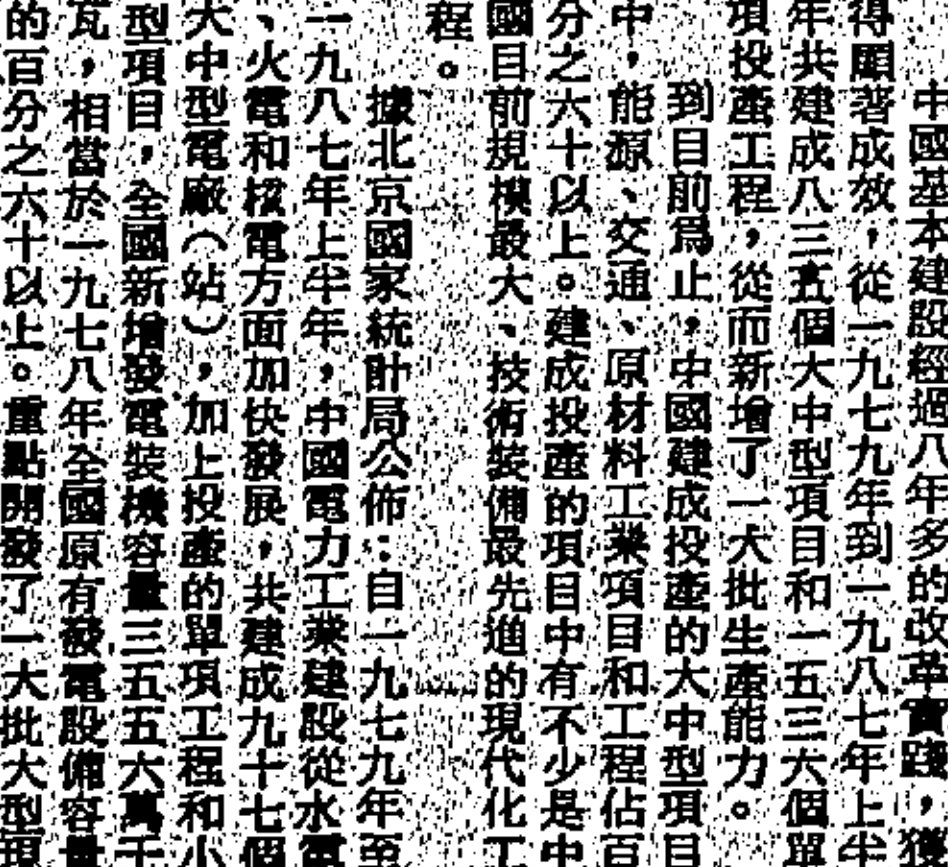 中國基本建設經過八年多的改革實踐，獲
得顯著成效，從一九七九年到一九八七年上半
年共建成八三五個大中型項目和一五三六個單
項投產工程，從而新增了一大批生產能力。
到目前爲止，中國建成投產的大中型項目
中，能源、交通、原材料工業項目和工程佔百
分之六十以上。建成投產的項目中有不少是中
國目前規模最大、技術裝備最先進的現代化工
程。
據北京國家統計局公佈：自一九七九年至
一九八七年上半年，中國電力工業建設從水電
、火電和核電方面加快發展，共建成九十七個
大中型電廠（站），加上投產的單項工程和小
型項目，全國新增發電裝機容量三五五六萬千
瓦，相當於一九七八年全國原有發電設備容量
的百分之六十以上。重點開發了一大批大型項